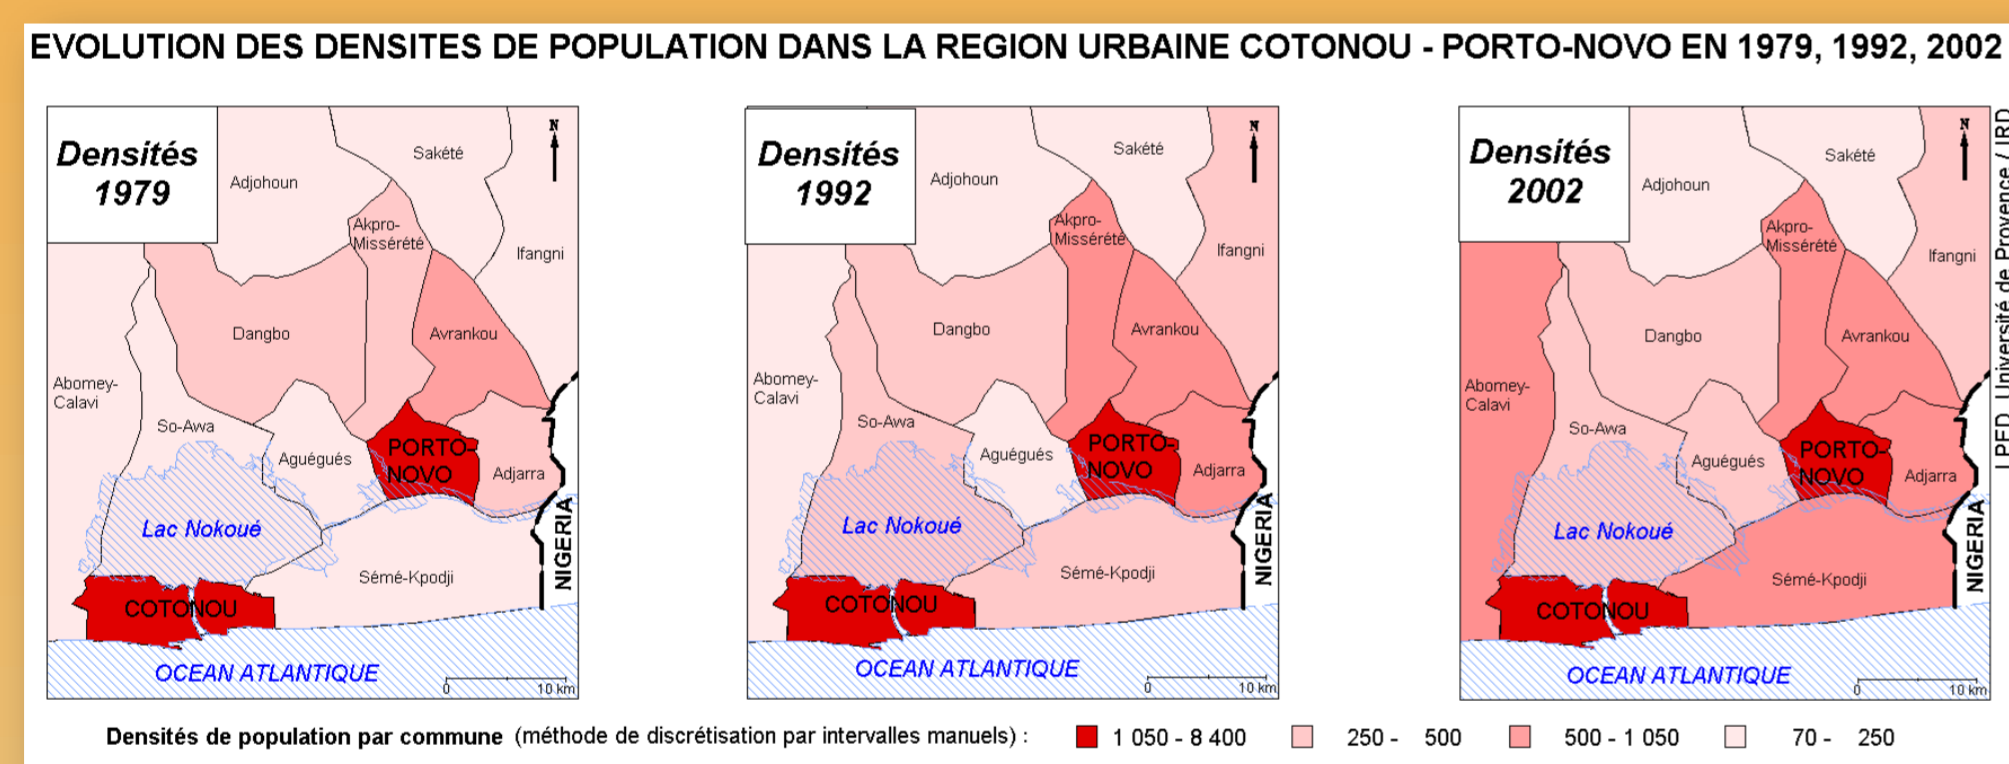 EVOLUTION DES DENSITES DE POPULATION DANS LA REGION URBAINE COTONOU - PORTO-NOVO EN 1979, 1992, 2002
Densités
1979
N
Sakété
Adjohoun
Akpro-
Missérété
Ifangni
Dangbo
Avrankou
Abomey-
Calavi
So-Awa
PORTO-
NOVO
Aguégués
Adjarra
Lac Nokoué
NIGERIA
Sémé-Kpodji
COTONOU
OCEAN ATLANTIQUE
0
10 km
Densités
1992
N
Sakété
Adjohoun
Akpro-
Missérété
Ifangni
Dangbo
Avrankou
Abomey-
Calavi
So-Awa
PORTO-
NOVO
Aguégués
Adjarra
Lac Nokoué
NIGERIA
Sémé-Kpodji
COTONOU
OCEAN ATLANTIQUE
0
10 km
Densités
2002
N
Sakété
Adjohoun
Akpro-
Missérété
Ifangni
Dangbo
Avrankou
Abomey-
Calavi
So-Awa
PORTO-
NOVO
Aguégués
Adjarra
Lac Nokoué
NIGERIA
Sémé-Kpodji
COTONOU
OCEAN ATLANTIQUE
0
10 km
Université de Provence / IRD
Densités de population par commune (méthode de discrétisation par intervalles manuels) : 1 050 - 8 400 250 - 500 500 - 1 050 70 - 250